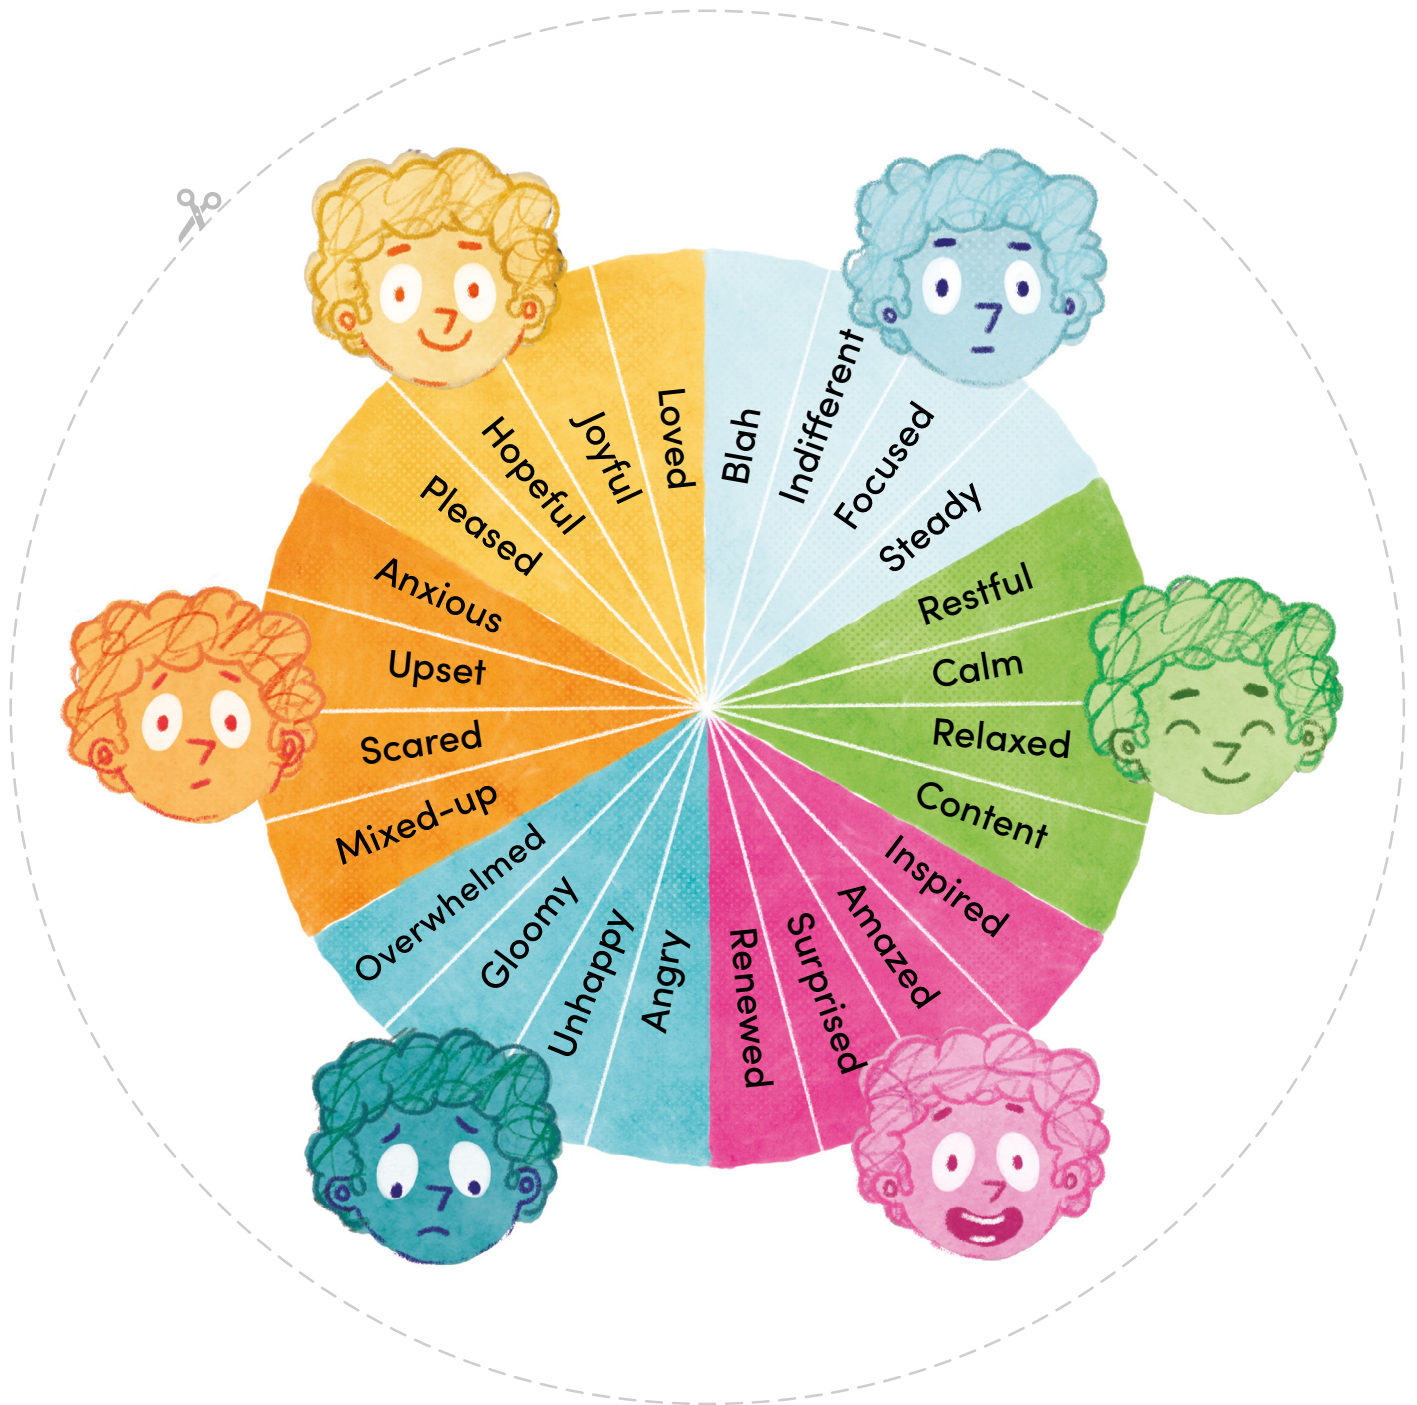 Blah
Indifferent
Focused
Steady
Restful
Calm
Relaxed
Content
Inspired
Amazed
Surprised
Renewed
Angry
Unhappy
Gloomy
Overwhelmed
Mixed-up
Scared
Upset
Anxious
Pleased
Hopeful
Joyful
Loved